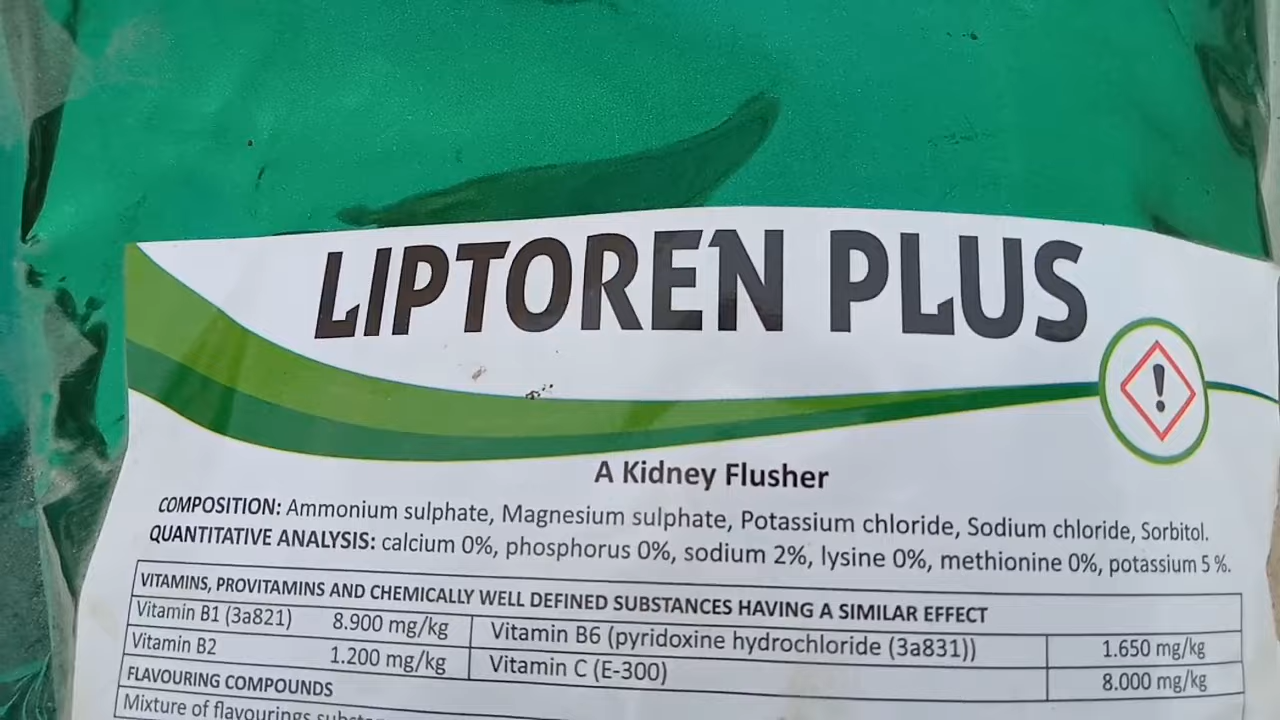 LIPTOREN PLUS
A Kidney Flusher
COMPOSITION: Ammonium sulphate, Magnesium sulphate, Potassium chloride, Sodium chloride, Sorbitol.
QUANTITATIVE ANALYSIS: calcium 0%, phosphorus 0%, sodium 2%, lysine 0%, methionine 0%, potassium 5 %.
VITAMINS, PROVITAMINS AND CHEMICALLY WELL DEFINED SUBSTANCES HAVING A SIMILAR EFFECT
Vitamin B1 (3a821) 8.900 mg/kg Vitamin B6 (pyridoxine hydrochloride (3a831)) 1.650 mg/kg
Vitamin B2 1.200 mg/kg Vitamin C (E-300) 8.000 mg/kg
FLAVOURING COMPOUNDS
Mixture of flavourings